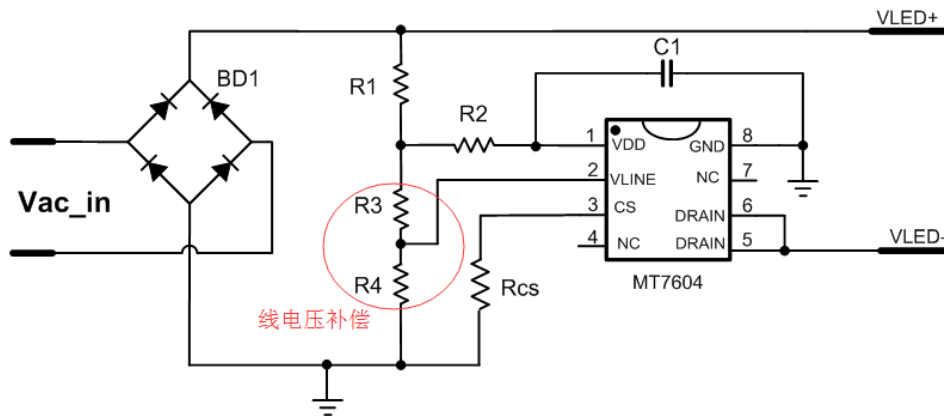 VLED+
C1
BD1
R1
R2
1
VDD
GND
8
2
VLINE
NC
7
Vac_in
R3
3
CS
DRAIN
6
4
NC
DRAIN
5
VLED-
R4
Rcs
MT7604
线电压补偿